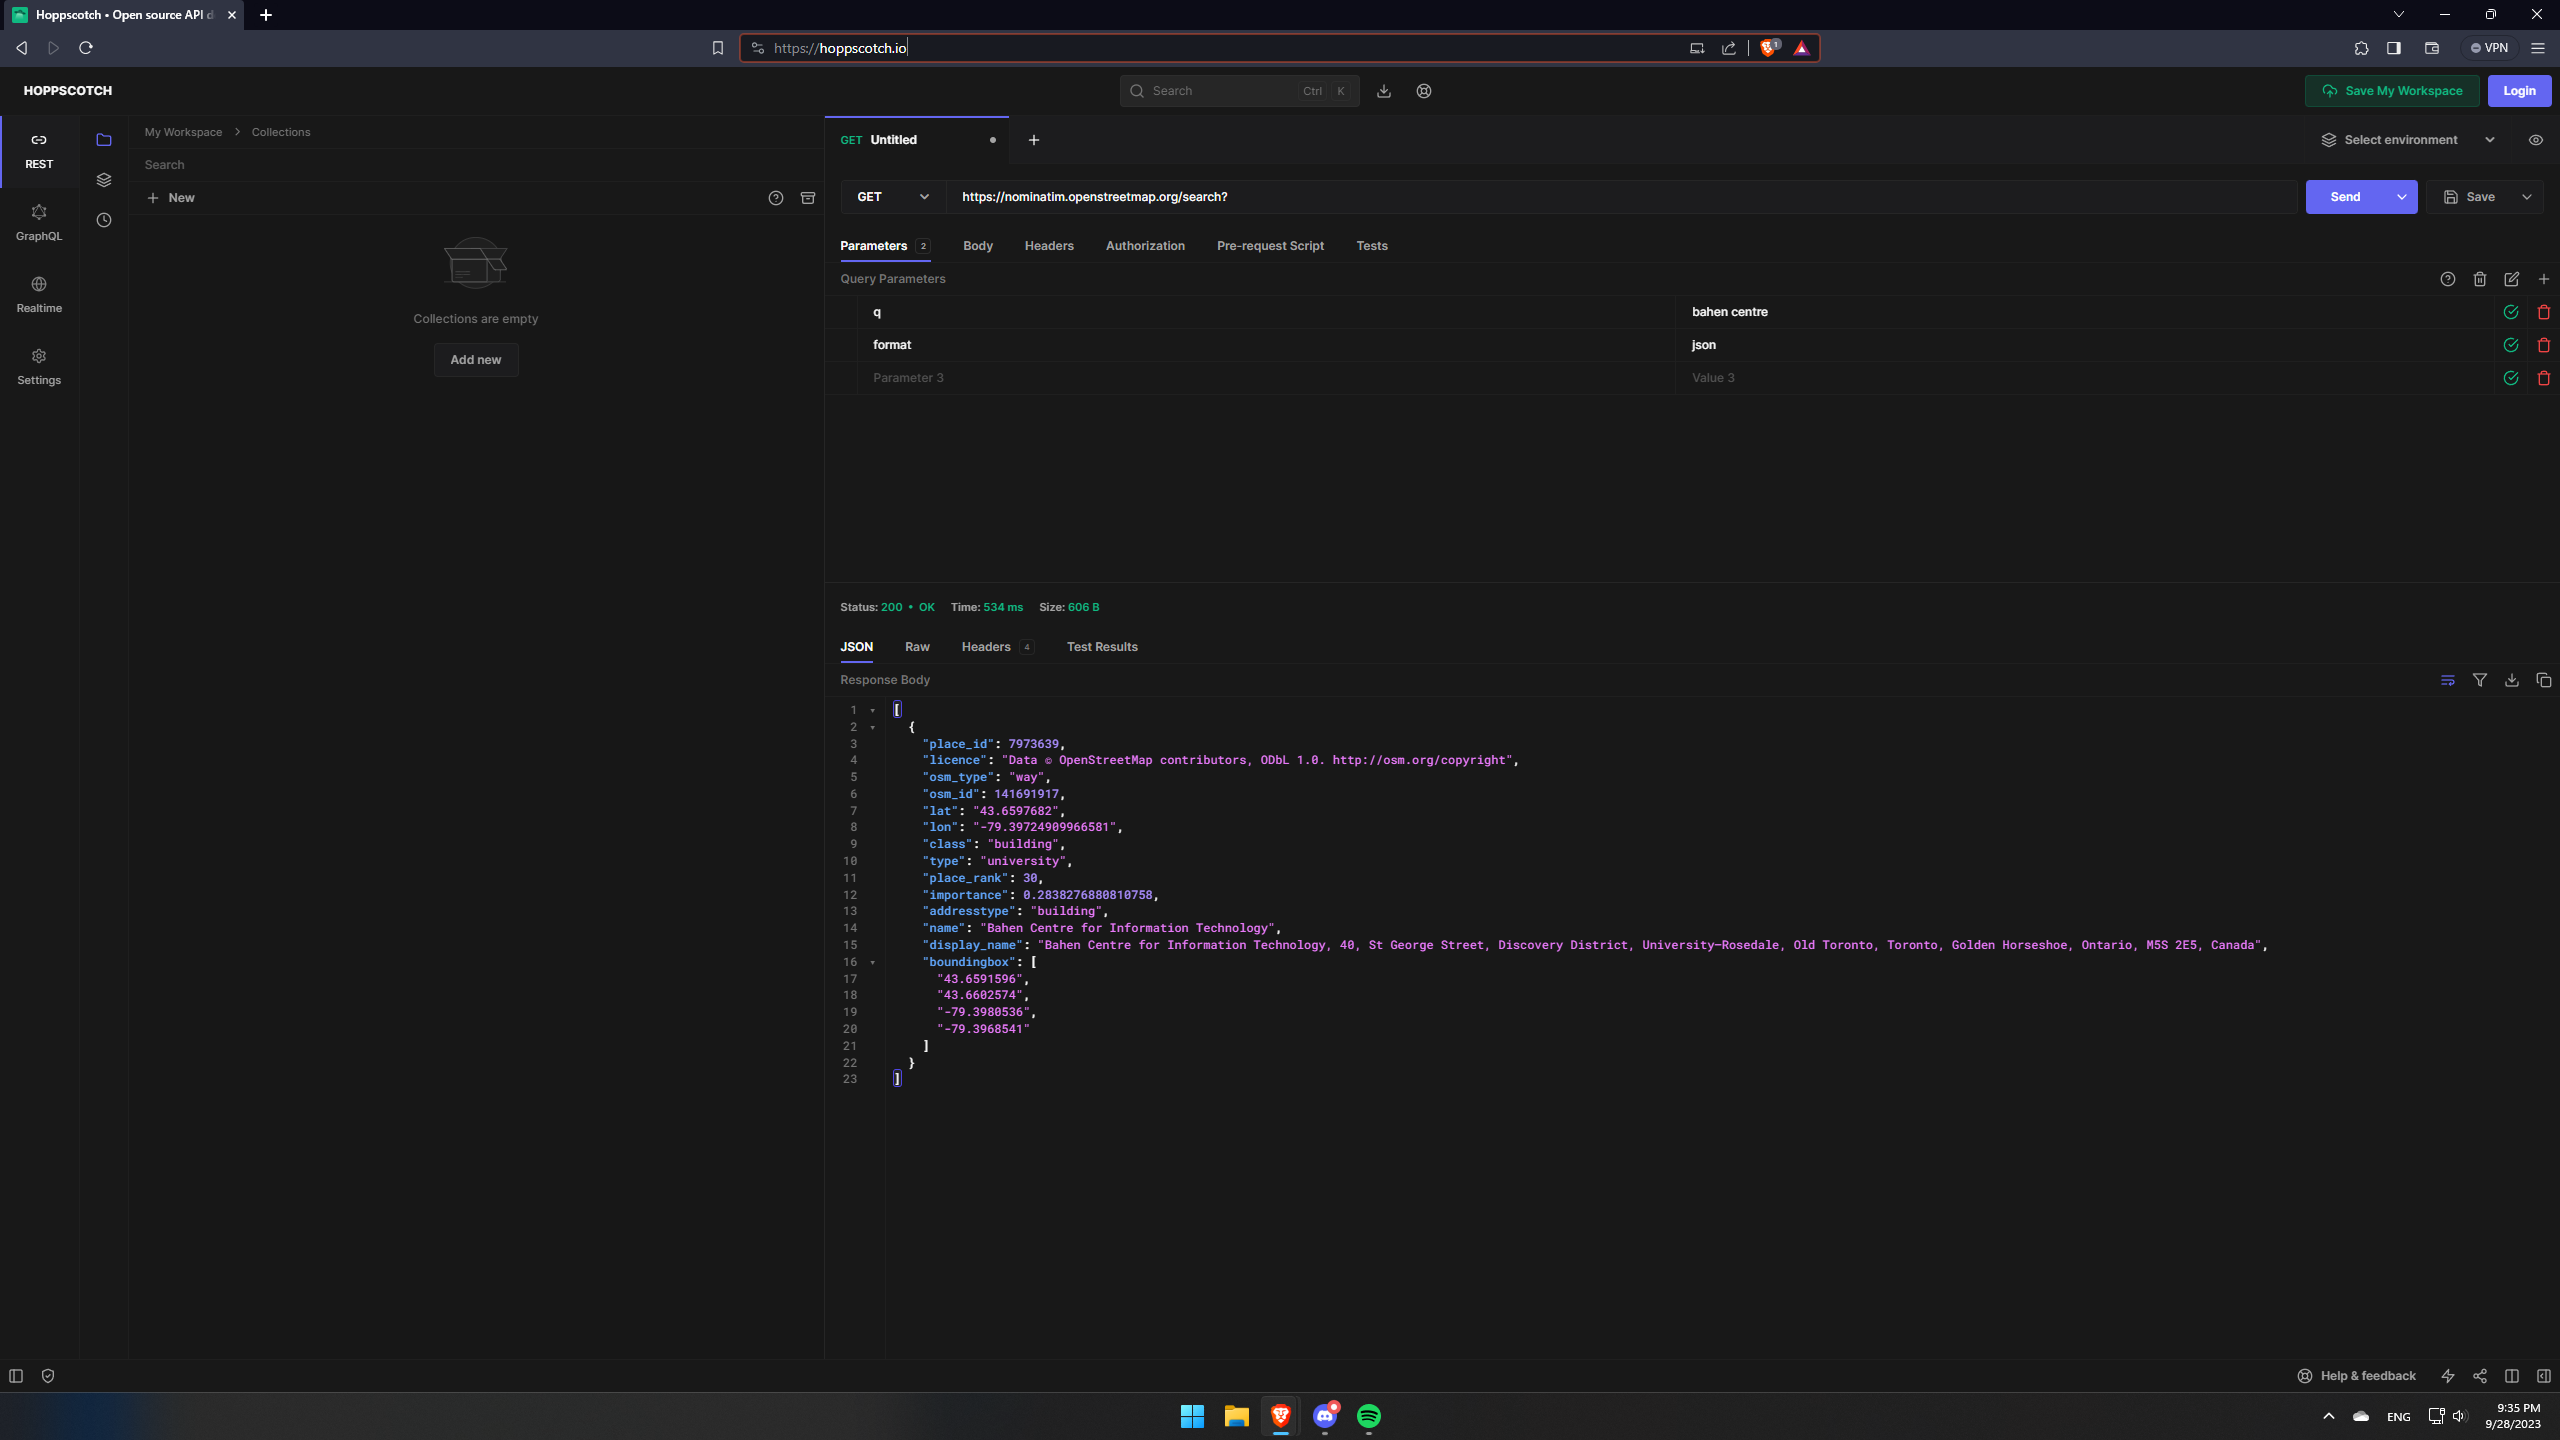 Hoppscotch • Open source API d
https://hoppscotch.io
1
VPN
HOPPSCOTCH
Search
Ctrl K
Save My Workspace
Login
REST
GraphQL
Realtime
Settings
My Workspace > Collections
Search
New
Collections are empty
Add new
GET Untitled
Select environment
GET
https://nominatim.openstreetmap.org/search?
Send
Save
Parameters 2
Body
Headers
Authorization
Pre-request Script
Tests
Query Parameters
q
bahen centre
format
json
Parameter 3
Value 3
Status: 200 • OK Time: 534 ms Size: 606 B
JSON
Raw
Headers 4
Test Results
Response Body
1 [
2 {
3 "place_id": 7973639,
4 "licence": "Data © OpenStreetMap contributors, ODbL 1.0. http://osm.org/copyright",
5 "osm_type": "way",
6 "osm_id": 141691917,
7 "lat": "43.6597682",
8 "lon": "-79.39724909966581",
9 "class": "building",
10 "type": "university",
11 "place_rank": 30,
12 "importance": 0.2838276880810758,
13 "addresstype": "building",
14 "name": "Bahen Centre for Information Technology",
15 "display_name": "Bahen Centre for Information Technology, 40, St George Street, Discovery District, University—Rosedale, Old Toronto, Toronto, Golden Horseshoe, Ontario, M5S 2E5, Canada",
16 "boundingbox": [
17 "43.6591596",
18 "43.6602574",
19 "-79.3980536",
20 "-79.3968541"
21 ]
22 }
23 ]
Help & feedback
ENG
9:35 PM
9/28/2023